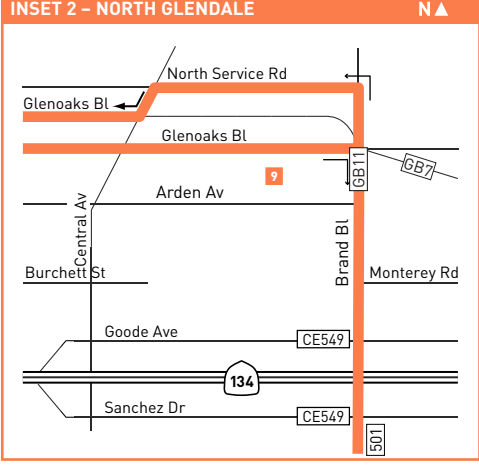 INSET 2 – NORTH GLENDALE
N
North Service Rd
Glenoaks Bl
Glenoaks Bl
GB11
GB7
9
Arden Av
Central Av
Brand Bl
Burchett St
Monterey Rd
Goode Ave
CE549
134
Sanchez Dr
CE549
501